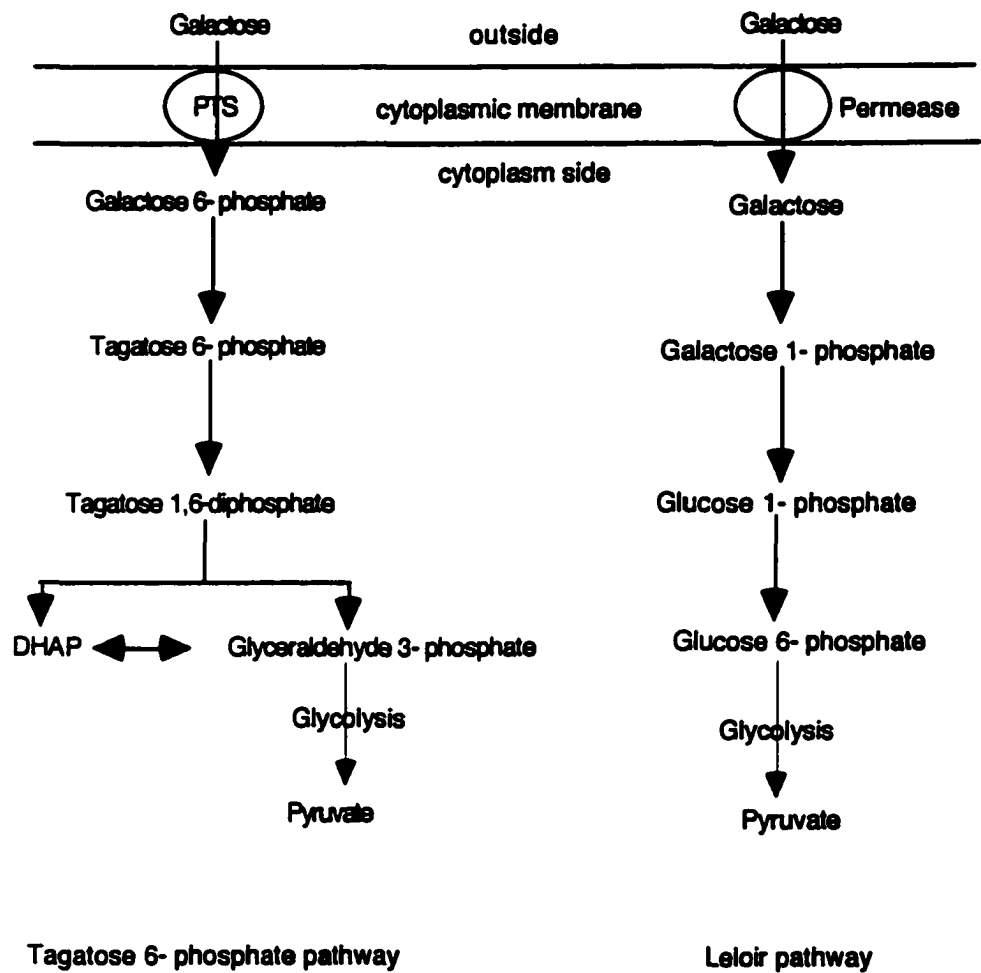 Galactose
outside
Galactose
PTS
cytoplasmic membrane
Permease
cytoplasm side
Galactose 6- phosphate
Galactose
Tagatose 6- phosphate
Galactose 1- phosphate
Tagatose 1,6-diphosphate
Glucose 1- phosphate
DHAP
Glyceraldehyde 3- phosphate
Glucose 6- phosphate
Glycolysis
Glycolysis
Pyruvate
Pyruvate
Tagatose 6- phosphate pathway
Leloir pathway